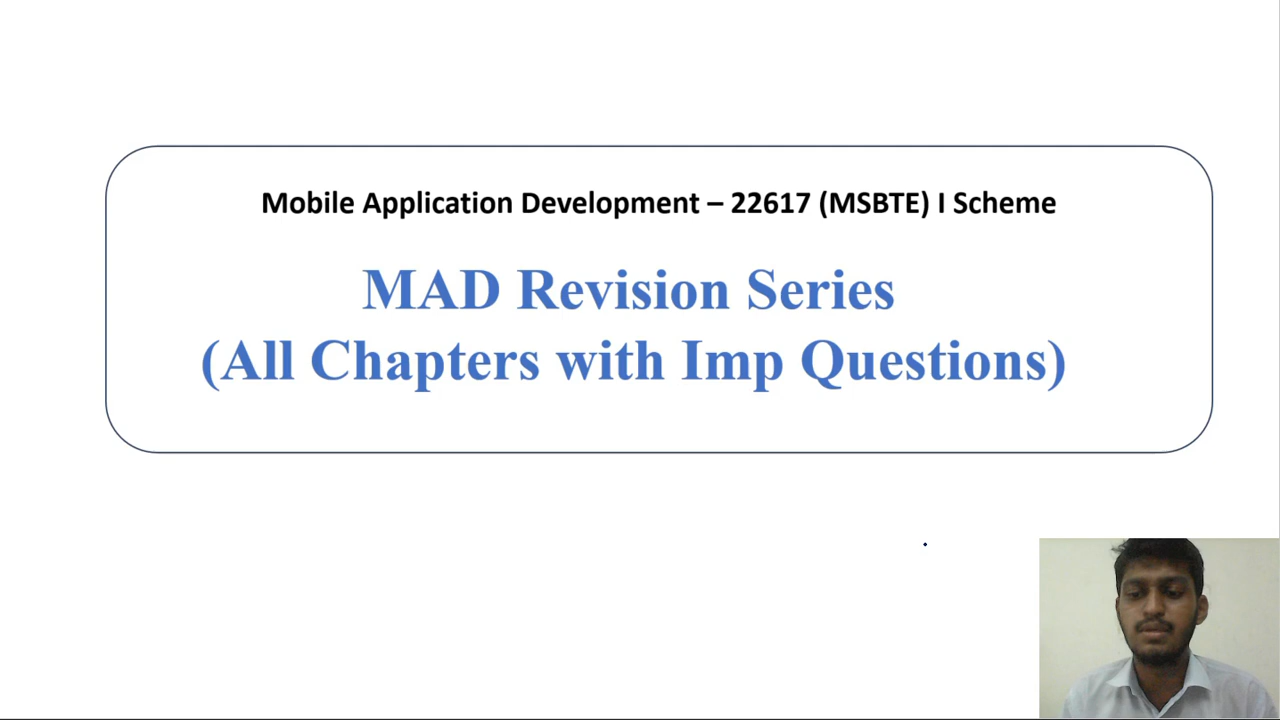 Mobile Application Development – 22617 (MSBTE) I Scheme
MAD Revision Series
(All Chapters with Imp Questions)